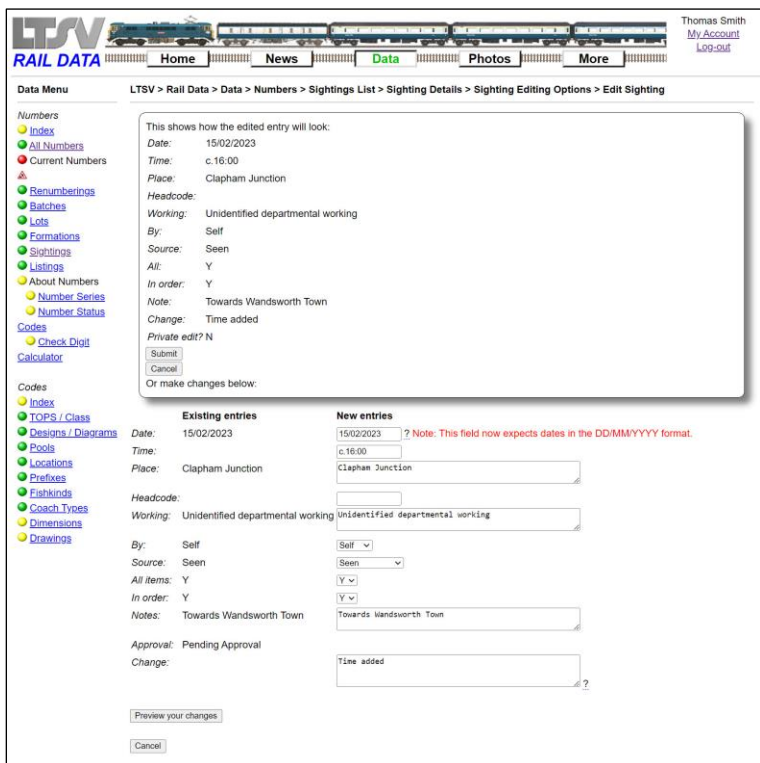 LTSV
RAIL DATA
Home
News
Data
Photos
More
Thomas Smith
My Account
Log-out
Data Menu
Numbers
Index
All Numbers
Current Numbers
Renumberings
Batches
Lots
Formations
Sightings
Listings
About Numbers
Number Series
Number Status
Codes
Check Digit
Calculator
Codes
Index
TOPS / Class
Designs / Diagrams
Pools
Locations
Prefixes
Fishkinds
Coach Types
Dimensions
Drawings
LTSV > Rail Data > Data > Numbers > Sightings List > Sighting Details > Sighting Editing Options > Edit Sighting
This shows how the edited entry will look:
Date: 15/02/2023
Time: c.16:00
Place: Clapham Junction
Headcode:
Working: Unidentified departmental working
By: Self
Source: Seen
All: Y
In order: Y
Note: Towards Wandsworth Town
Change: Time added
Private edit? N
Submit
Cancel
Or make changes below:
Existing entries New entries
Date: 15/02/2023 15/02/2023 ? Note: This field now expects dates in the DD/MM/YYYY format.
Time: c.16:00
Place: Clapham Junction Clapham Junction
Headcode:
Working: Unidentified departmental working Unidentified departmental working
By: Self Self
Source: Seen Seen
All items: Y Y
In order: Y Y
Notes: Towards Wandsworth Town Towards Wandsworth Town
Approval: Pending Approval
Change: Time added ?
Preview your changes
Cancel